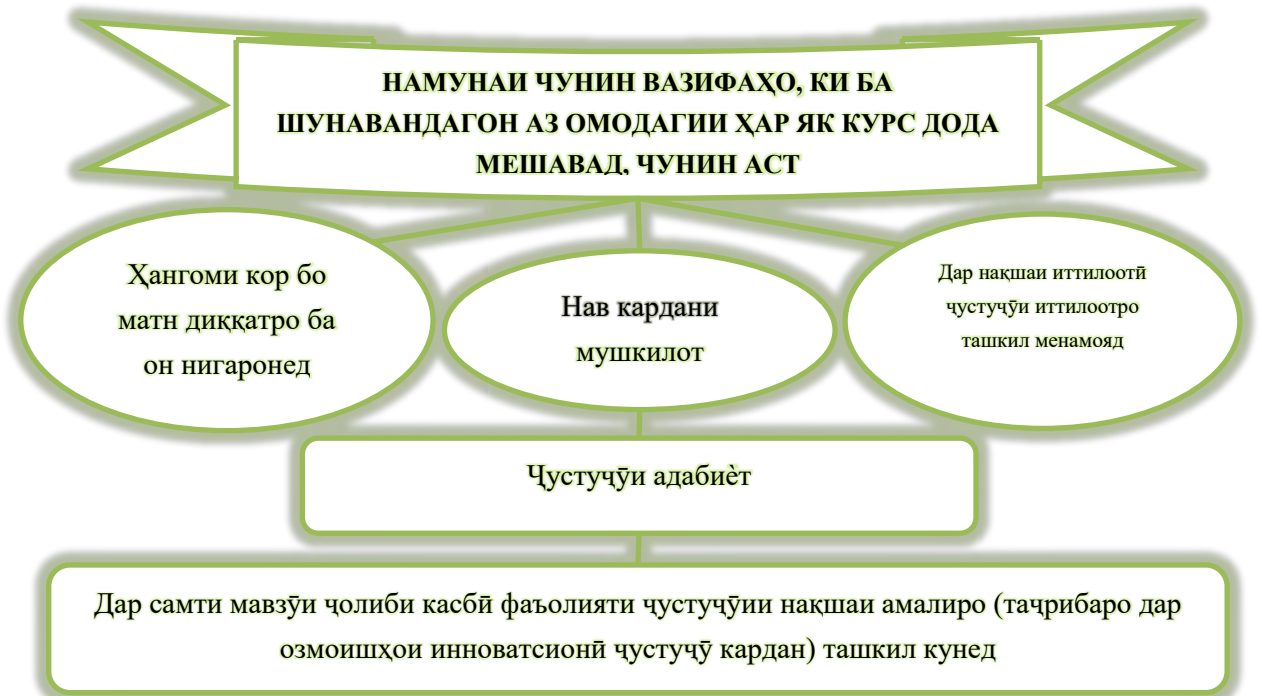 НАМУНАИ ЧУНИН ВАЗИФАҲО, КИ БА
ШУНАВАНДАГОН АЗ ОМОДАГИИ ҲАР ЯК КУРС ДОДА
МЕШАВАД, ЧУНИН АСТ
Ҳангоми кор бо
матн диққатро ба
он нигаронед
Нав кардани
мушкилот
Дар нақшаи иттилоотӣ
ҷустуҷӯи иттилоотро
ташкил менамояд
Ҷустуҷӯи адабиѐт
Дар самти мавзӯи ҷолиби касбӣ фаъолияти ҷустуҷӯии нақшаи амалиро (таҷрибаро дар
озмоишҳои инноватсионӣ ҷустуҷӯ кардан) ташкил кунед